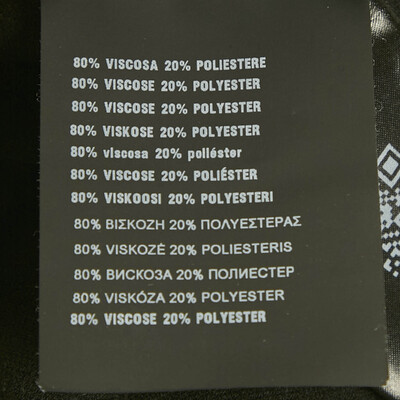 80% VISCOSA 20% POLIESTERE
80% VISCOSE 20% POLYESTER
80% VISCOSE 20% POLYESTER
80% VISKOSE 20% POLYESTER
80% viscosa 20% poliéster
80% VISCOSE 20% POLIÉSTER
80% VISKOOSI 20% POLYESTERI
80% ΒΙΣΚΟΖΗ 20% ΠΟΛΥΕΣΤΕΡΑΣ
80% VISKOZĖ 20% POLIESTERIS
80% ВИСКОЗА 20% ПОЛИЕСТЕР
80% VISKÓZA 20% POLYESTER
80% VISCOSE 20% POLYESTER